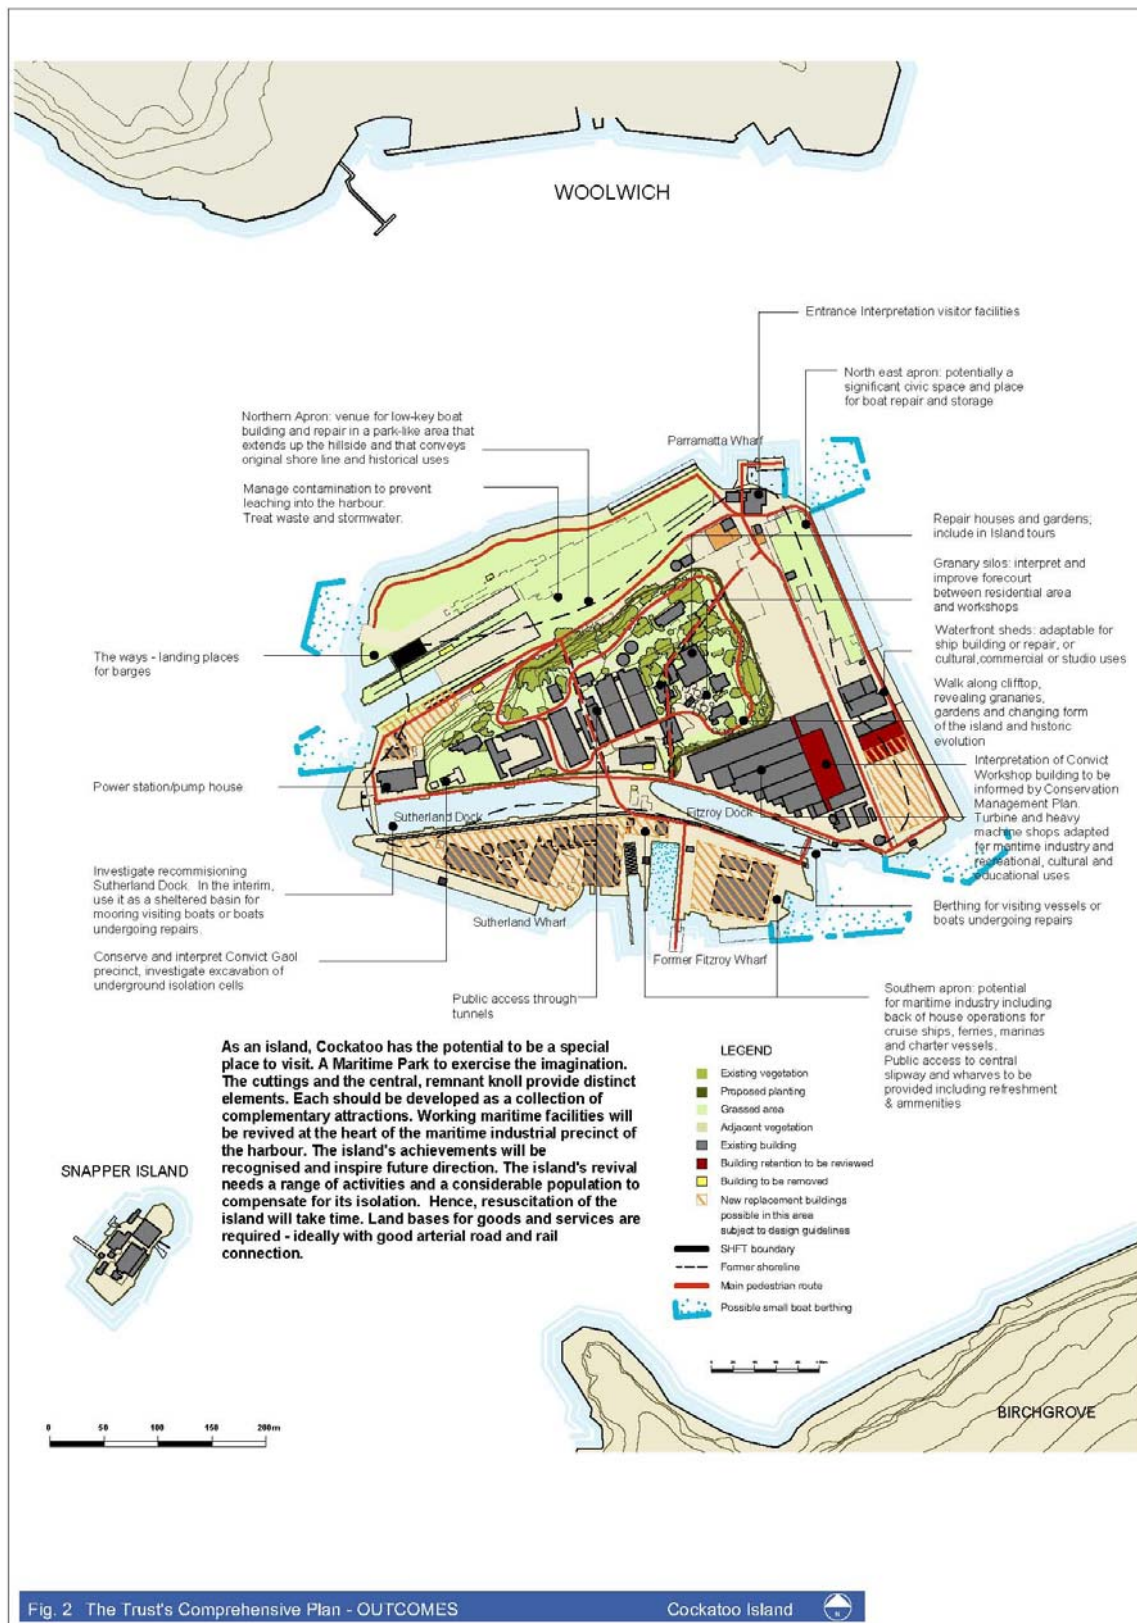 WOOLWICH
Entrance Interpretation visitor facilities
North east apron: potentially a
significant civic space and place
for boat repair and storage
Northern Apron: venue for low-key boat
building and repair in a park-like area that
extends up the hillside and that conveys
original shore line and historical uses
Parramatta Wharf
Manage contamination to prevent
leaching into the harbour.
Treat waste and stormwater.
Repair houses and gardens;
include in Island tours
Granary silos: interpret and
improve forecourt
between residential area
and workshops
Waterfront sheds: adaptable for
ship building or repair, or
cultural,commercial or studio uses
The ways - landing places
for barges
Walk along clifftop,
revealing granaries,
gardens and changing form
of the island and historic
evolution
Interpretation of Convict
Workshop building to be
informed by Conservation
Management Plan.
Turbine and heavy
machine shops adapted
for maritime industry and
recreational, cultural and
educational uses
Power station/pump house
Sutherland Dock
Fitzroy Dock
Investigate recommisioning
Sutherland Dock. In the interim,
use it as a sheltered basin for
mooring visiting boats or boats
undergoing repairs.
Berthing for visiting vessels or
boats undergoing repairs
Sutherland Wharf
Former Fitzroy Wharf
Conserve and interpret Convict Gaol
precinct, investigate excavation of
underground isolation cells
Public access through
tunnels
Southern apron: potential
for maritime industry including
back of house operations for
cruise ships, ferries, marinas
and charter vessels.
Public access to central
slipway and wharves to be
provided including refreshment
& ammenities
As an island, Cockatoo has the potential to be a special
place to visit. A Maritime Park to exercise the imagination.
The cuttings and the central, remnant knoll provide distinct
elements. Each should be developed as a collection of
complementary attractions. Working maritime facilities will
be revived at the heart of the maritime industrial precinct of
the harbour. The island's achievements will be
recognised and inspire future direction. The island's revival
needs a range of activities and a considerable population to
compensate for its isolation. Hence, resuscitation of the
island will take time. Land bases for goods and services are
required - ideally with good arterial road and rail
connection.
LEGEND
Existing vegetation
Proposed planting
Grassed area
Adjacent vegetation
Existing building
Building retention to be reviewed
Building to be removed
New replacement buildings
possible in this area
subject to design guidelines
SHFT boundary
Former shoreline
Main pedestrian route
Possible small boat berthing
SNAPPER ISLAND
BIRCHGROVE
0 50 100 150 200m
Fig. 2 The Trust's Comprehensive Plan - OUTCOMES
Cockatoo Island
N